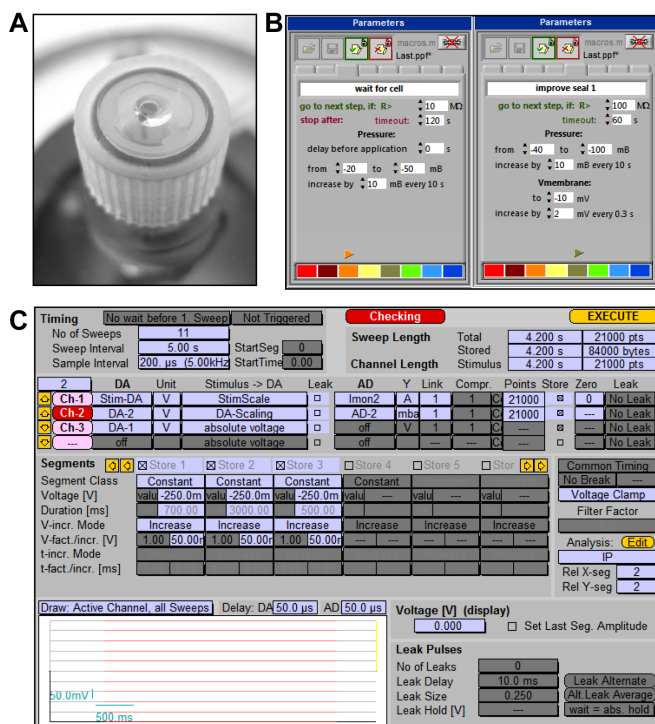 A
B
Parameters
macros.m
Last.ppf*
wait for cell
go to next step, if: R> 10 MΩ
stop after: timeout: 120 s
Pressure:
delay before application 0 s
from -20 to -50 mB
increase by 10 mB every 10 s
Parameters
macros.m
Last.ppf*
improve seal 1
go to next step, if: R> 100 MΩ
timeout: 60 s
Pressure:
from -40 to -100 mB
increase by 10 mB every 10 s
Vmembrane:
to -10 mV
increase by 2 mV every 0.3 s
C
Timing No wait before 1. Sweep Not Triggered
No of Sweeps 11
Sweep Interval 5.00 s StartSeg 0
Sample Interval 200. µs (5.00kHz StartTime 0.00
Checking EXECUTE
Sweep Length Total 4.200 s 21000 pts
Stored 4.200 s 84000 bytes
Channel Length Stimulus 4.200 s 21000 pts
2 DA Unit Stimulus -> DA Leak AD Y Link Compr. Points Store Zero Leak
Ch-1 Stim-DA V StimScale Imon2 A 1 1 21000 0 No Leak
Ch-2 DA-2 V DA-Scaling AD-2 mba 1 1 21000 --- No Leak
Ch-3 DA-1 V absolute voltage off V 1 1 --- --- No Leak
--- off absolute voltage off --- --- --- --- No Leak
Segments Store 1 Store 2 Store 3 Store 4 Store 5 Stor
Segment Class Constant Constant Constant Constant
Voltage [V] valu -250.0m valu -250.0m valu -250.0m valu --- valu --- valu ---
Duration [ms] 700.00 3000.00 500.00
V-incr. Mode Increase Increase Increase Increase Increase Increase
V-fact./incr. [V] 1.00 50.00r 1.00 50.00r 1.00 50.00r --- --- --- --- --- ---
t-incr. Mode
t-fact./incr. [ms]
Common Timing
No Break ---
Voltage Clamp
Filter Factor
Analysis: Edit
IP
Rel X-seg 2
Rel Y-seg 2
Draw: Active Channel, all Sweeps Delay: DA 50.0 µs AD 50.0 µs
50.0mV
500.ms
Voltage [V] (display)
0.000 Set Last Seg. Amplitude
Leak Pulses
No of Leaks 0
Leak Delay 10.0 ms Leak Alternate
Leak Size 0.250 Alt.Leak Average
Leak Hold [V] --- wait = abs. hold